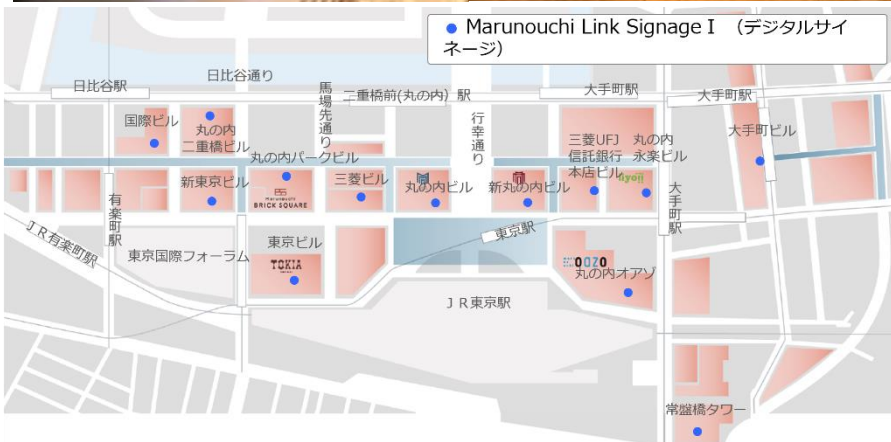 Marunouchi Link Signage I （デジタルサイ
ネージ）
日比谷駅
日比谷通り
馬場先通り
二重橋前(丸の内) 駅
行幸通り
大手町駅
大手町駅
国際ビル
丸の内
二重橋ビル
丸の内パークビル
三菱UFJ
信託銀行
本店ビル
丸の内
永楽ビル
大手町ビル
新東京ビル
Marunouchi
BRICK SQUARE
三菱ビル
丸の内ビル
新丸の内ビル
iiyo!!
有楽町駅
大手町駅
ＪＲ有楽町駅
東京国際フォーラム
東京ビル
TOKIA
東京駅
OAZO
丸の内オアゾ
ＪＲ東京駅
常盤橋タワー